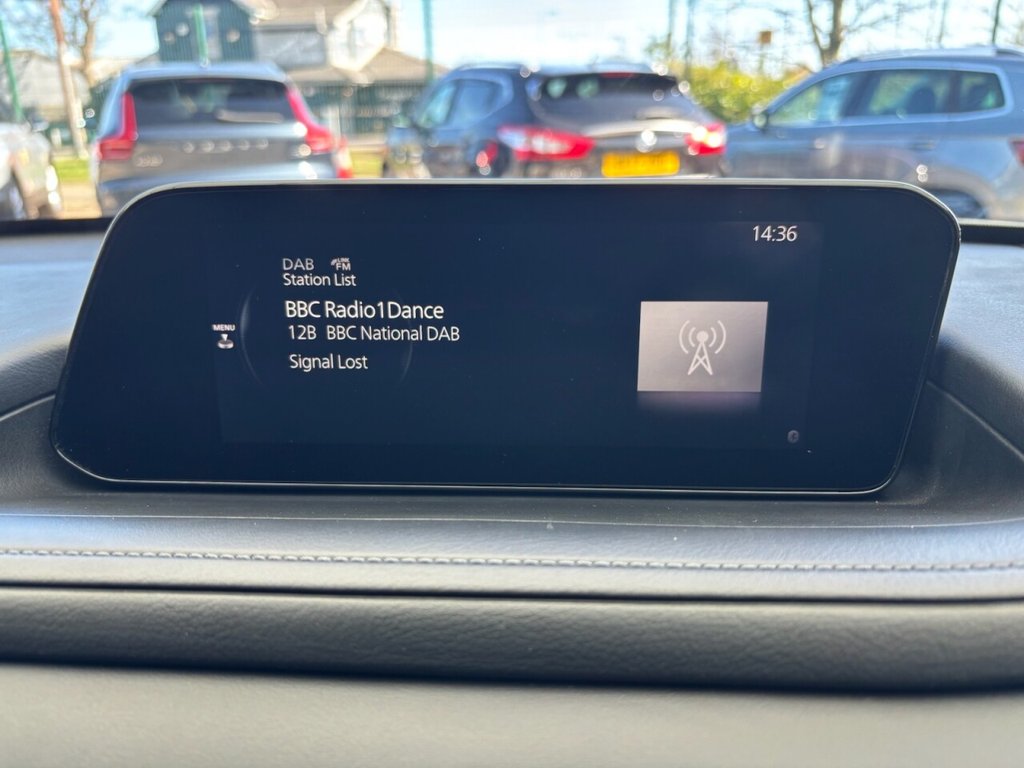 14:36
DAB LINK FM
Station List
BBC Radio1Dance
MENU
12B BBC National DAB
Signal Lost